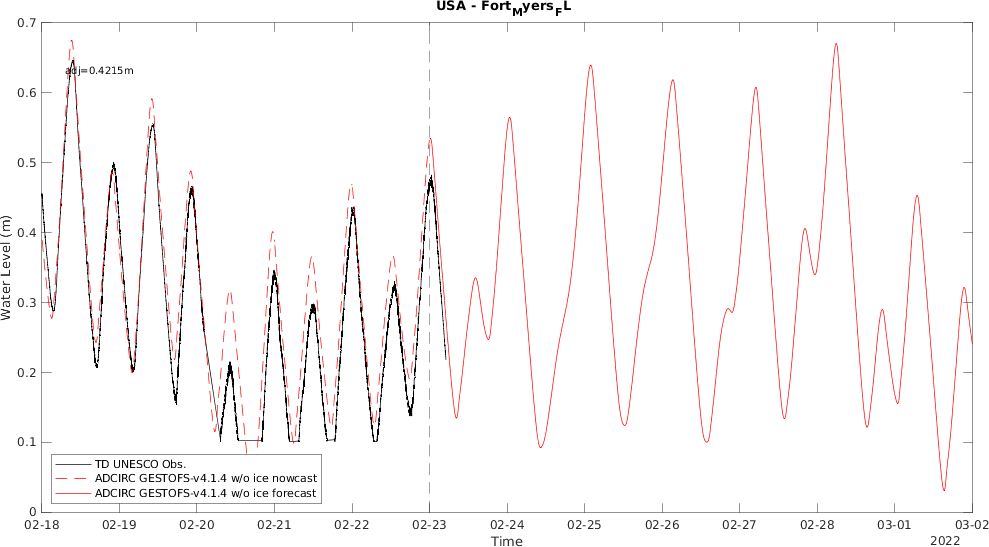 USA - FortMyersFL
adj=0.4215m
0.7
0.6
0.5
0.4
0.3
0.2
0.1
0
Water Level (m)
TD UNESCO Obs.
ADCIRC GESTOFS-v4.1.4 w/o ice nowcast
ADCIRC GESTOFS-v4.1.4 w/o ice forecast
02-18 02-19 02-20 02-21 02-22 02-23 02-24 02-25 02-26 02-27 02-28 03-01 03-02
Time
2022